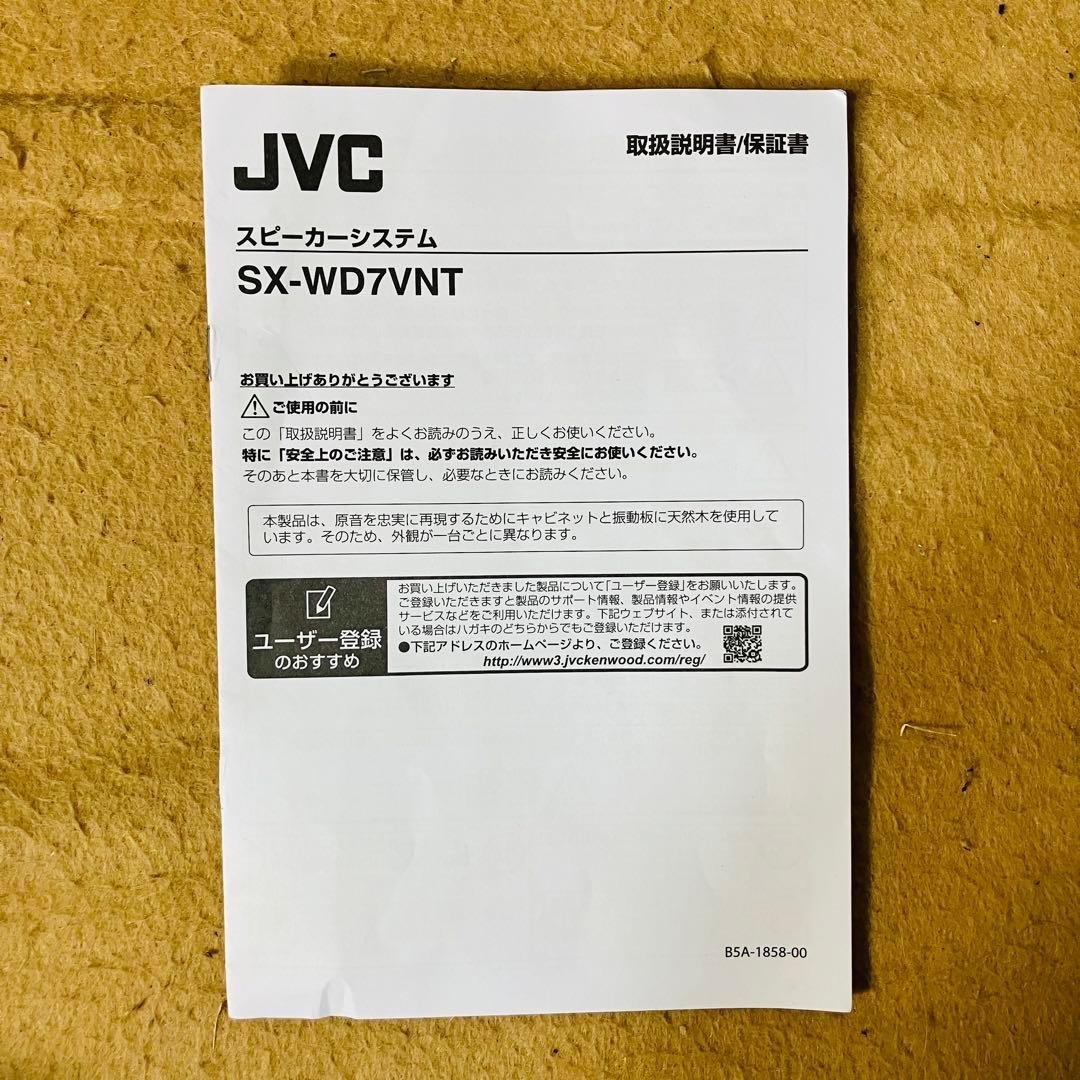 JVC
取扱説明書/保証書
スピーカーシステム
SX-WD7VNT
お買い上げありがとうございます
ご使用の前に
この「取扱説明書」をよくお読みのうえ、正しくお使いください。
特に「安全上のご注意」は、必ずお読みいただき安全にお使いください。
そのあと本書を大切に保管し、必要なときにお読みください。
本製品は、原音を忠実に再現するためにキャビネットと振動板に天然木を使用して
います。そのため、外観が一台ごとに異なります。
ユーザー登録
のおすすめ
お買い上げいただきました製品について「ユーザー登録」をお願いいたします。
ご登録いただきますと製品のサポート情報、製品情報やイベント情報の提供
サービスなどをご利用いただけます。下記ウェブサイト、または添付されて
いる場合はハガキのどちらからでもご登録いただけます。
●下記アドレスのホームページより、ご登録ください。
http://www3.jvckenwood.com/reg/
B5A-1858-00